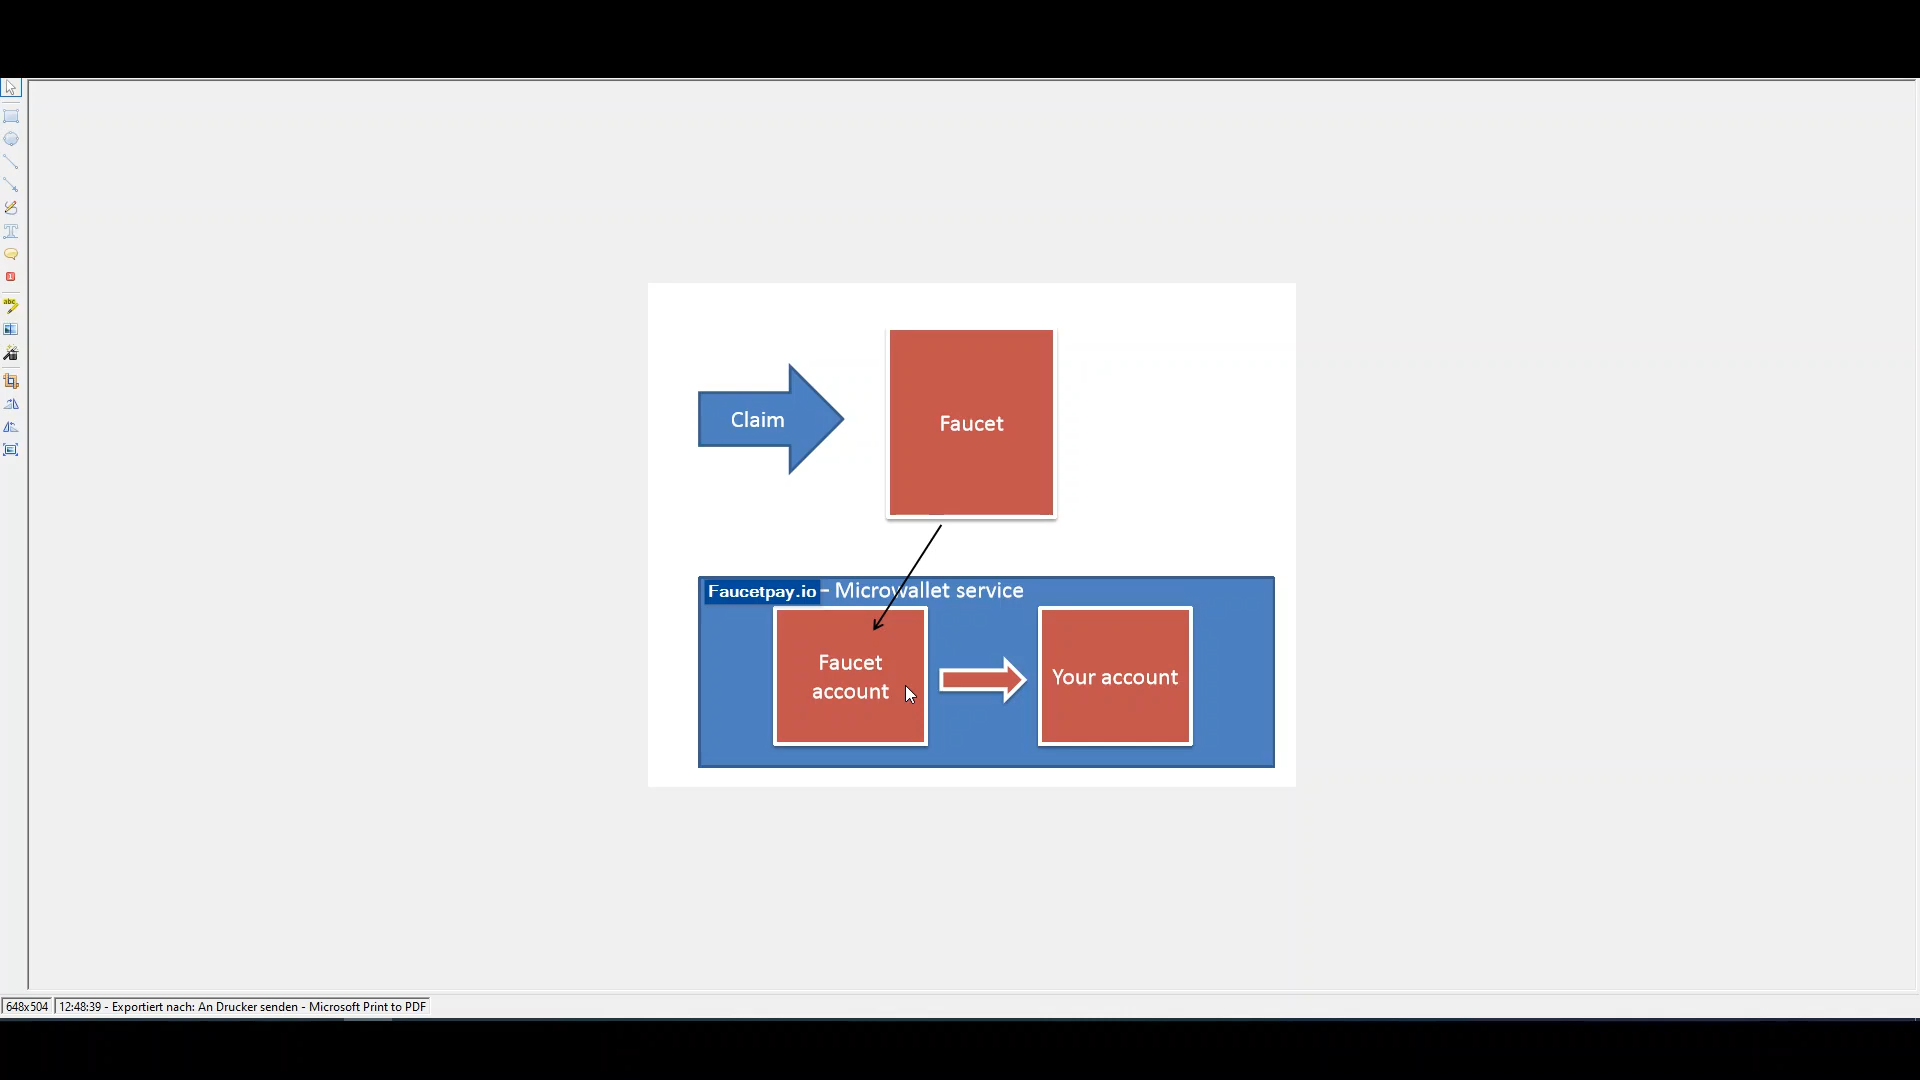 Claim
Faucet
Faucetpay.io - Microwallet service
Faucet
account
Your account
648x504 12:48:39 - Exportiert nach: An Drucker senden - Microsoft Print to PDF